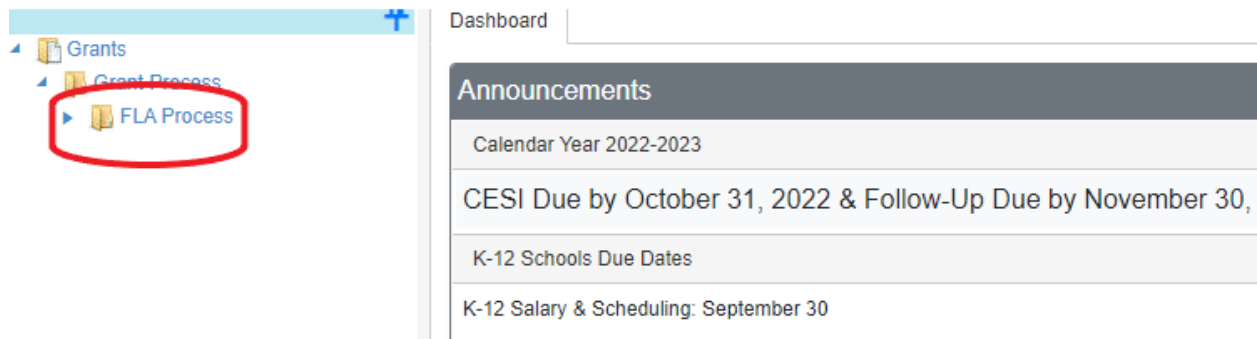 Dashboard
Grants
Grant Process
FLA Process
Announcements
Calendar Year 2022-2023
CESI Due by October 31, 2022 & Follow-Up Due by November 30,
K-12 Schools Due Dates
K-12 Salary & Scheduling: September 30